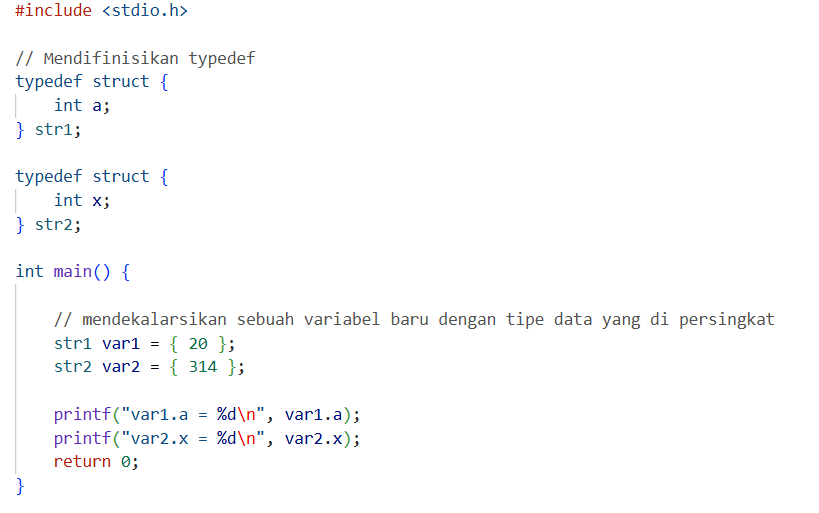 #include <stdio.h>
// Mendifinisikan typedef
typedef struct {
int a;
} str1;
typedef struct {
int x;
} str2;
int main() {
// mendekalarsikan sebuah variabel baru dengan tipe data yang di persingkat
str1 var1 = { 20 };
str2 var2 = { 314 };
printf("var1.a = %d\n", var1.a);
printf("var2.x = %d\n", var2.x);
return 0;
}